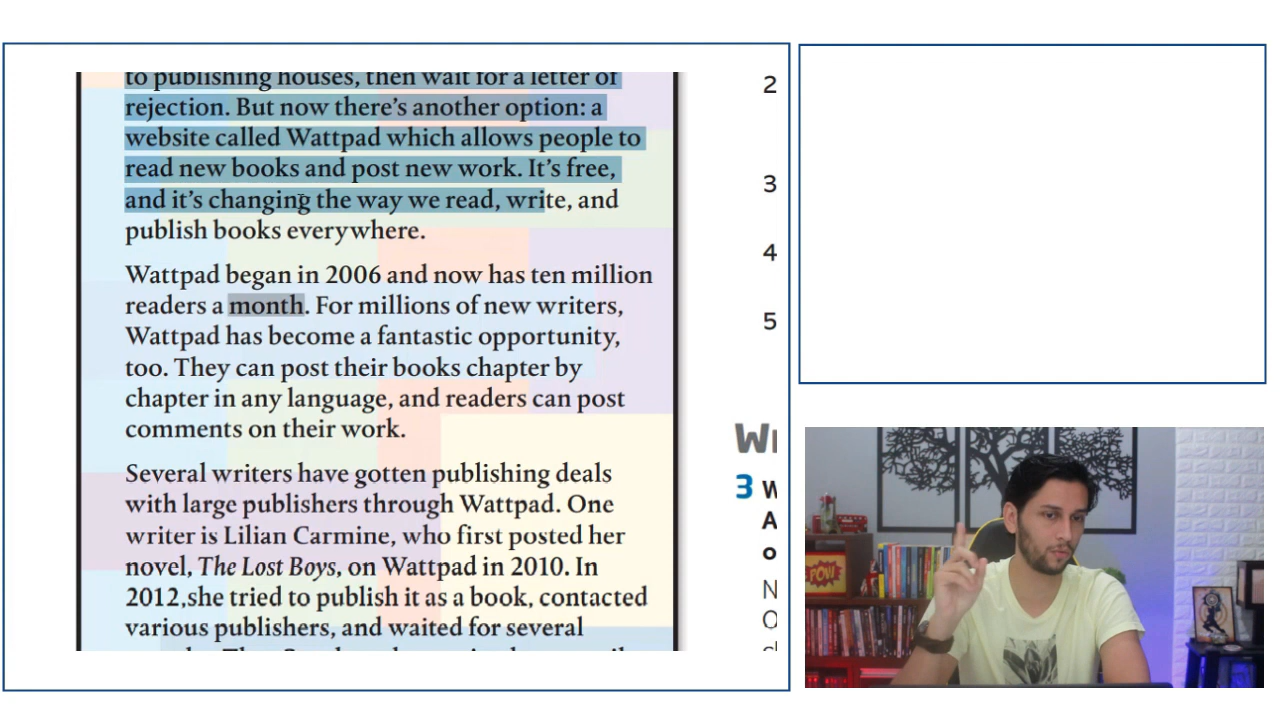 to publishing houses, then wait for a letter of
rejection. But now there's another option: a
website called Wattpad which allows people to
read new books and post new work. It's free,
and it's changing the way we read, write, and
publish books everywhere.
Wattpad began in 2006 and now has ten million
readers a month. For millions of new writers,
Wattpad has become a fantastic opportunity,
too. They can post their books chapter by
chapter in any language, and readers can post
comments on their work.
Several writers have gotten publishing deals
with large publishers through Wattpad. One
writer is Lilian Carmine, who first posted her
novel, The Lost Boys, on Wattpad in 2010. In
2012,she tried to publish it as a book, contacted
various publishers, and waited for several
2
3
4
5
3
A
o
N
O
POW!